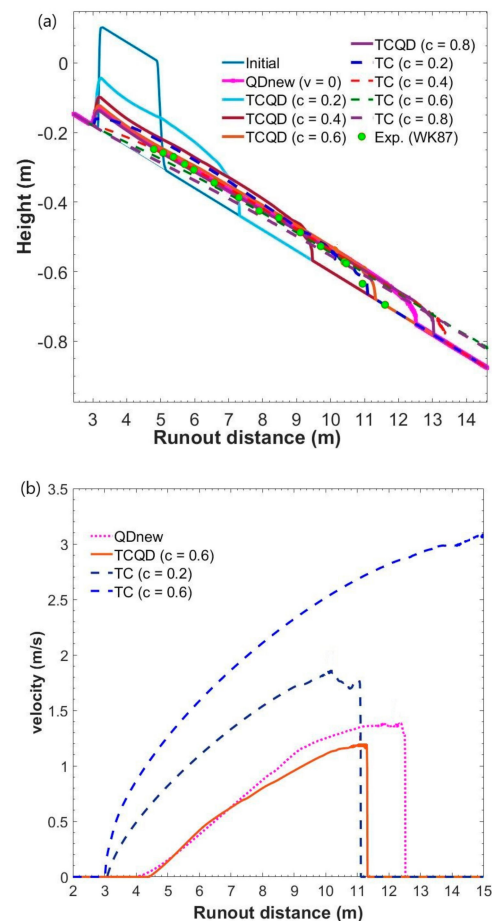 (a)
Initial
QDnew (v = 0)
TCQD (c = 0.2)
TCQD (c = 0.4)
TCQD (c = 0.6)
TCQD (c = 0.8)
TC (c = 0.2)
TC (c = 0.4)
TC (c = 0.6)
TC (c = 0.8)
Exp. (WK87)
Height (m)
0
-0.2
-0.4
-0.6
-0.8
3 4 5 6 7 8 9 10 11 12 13 14
Runout distance (m)
(b)
QDnew
TCQD (c = 0.6)
TC (c = 0.2)
TC (c = 0.6)
velocity (m/s)
3.5
3
2.5
2
1.5
1
0.5
0
2 3 4 5 6 7 8 9 10 11 12 13 14 15
Runout distance (m)